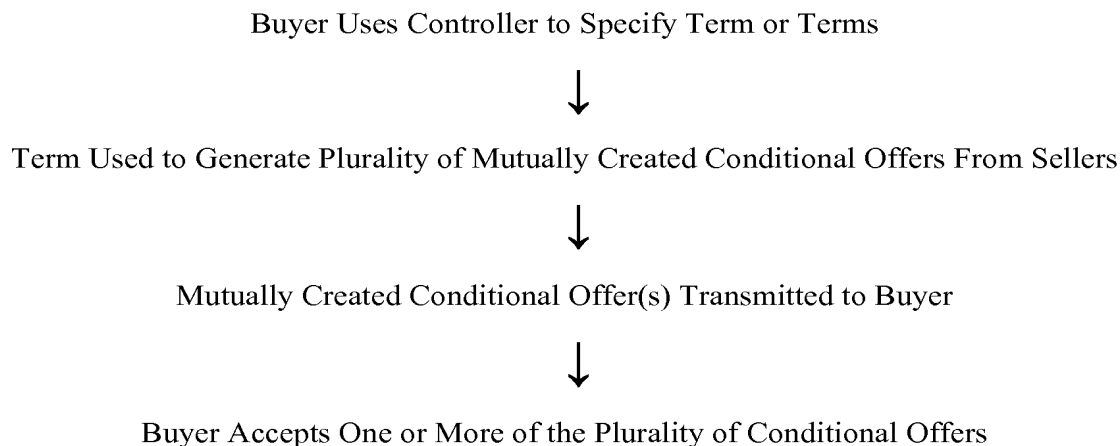 Buyer Uses Controller to Specify Term or Terms
Term Used to Generate Plurality of Mutually Created Conditional Offers From Sellers
Mutually Created Conditional Offer(s) Transmitted to Buyer
Buyer Accepts One or More of the Plurality of Conditional Offers